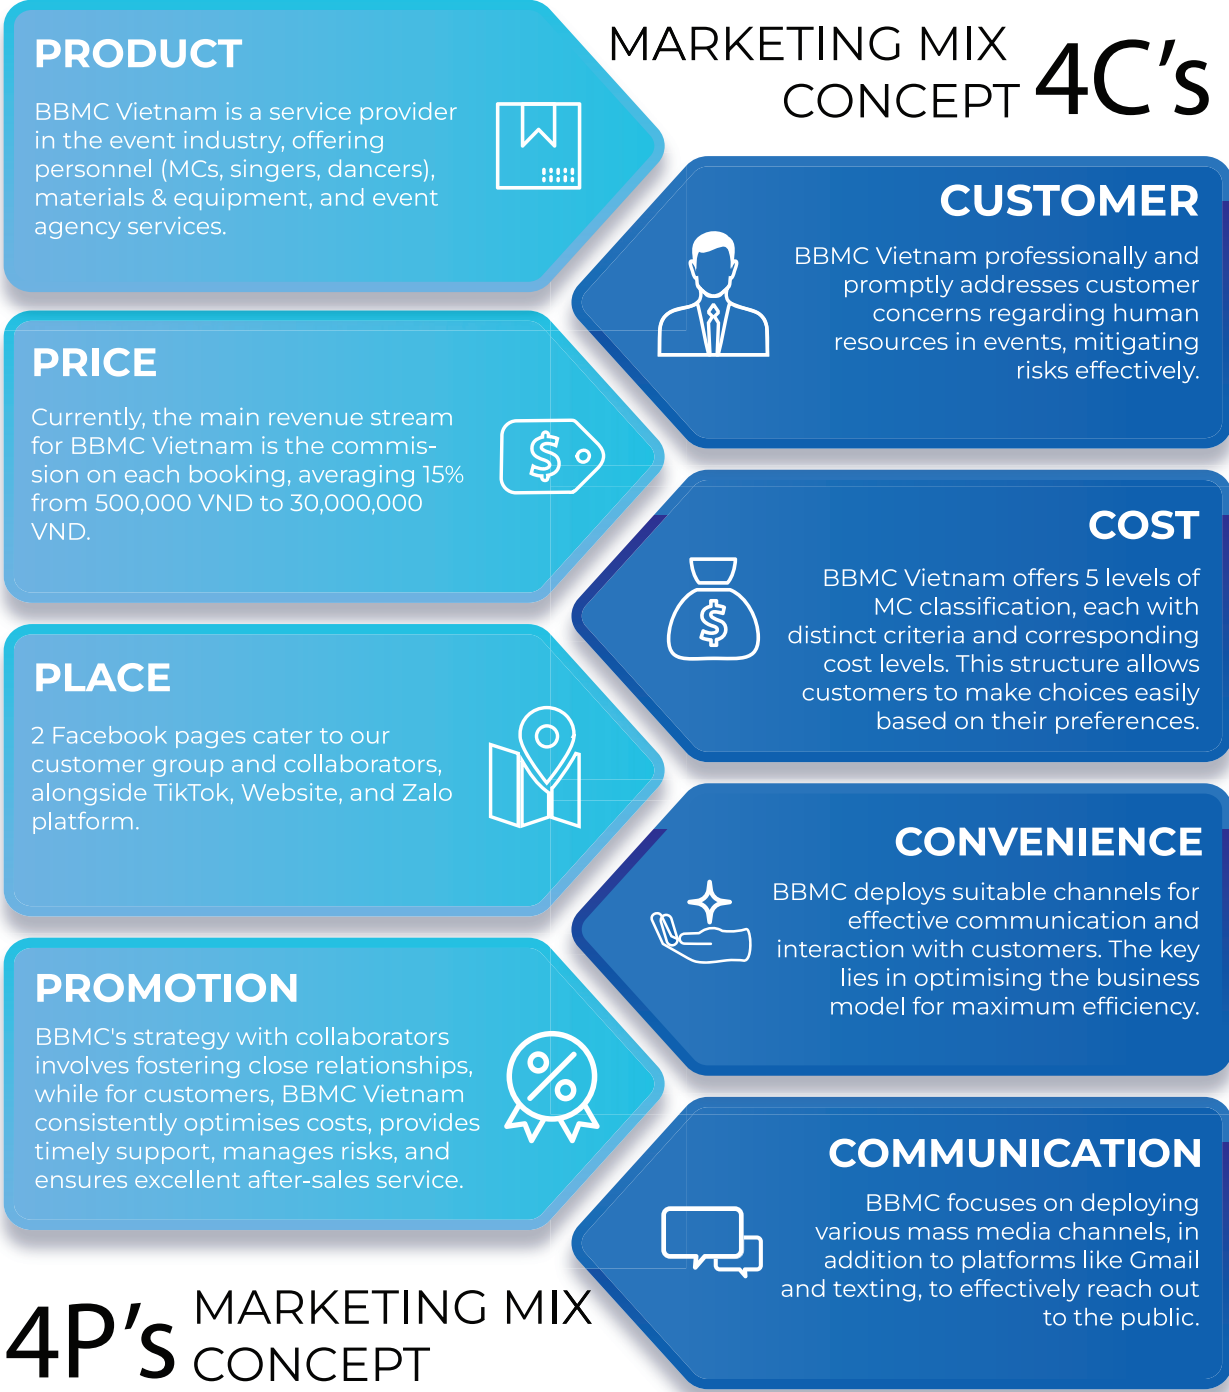 PRODUCT
BBMC Vietnam is a service provider
in the event industry, offering
personnel (MCs, singers, dancers),
materials & equipment, and event
agency services.
PRICE
Currently, the main revenue stream
for BBMC Vietnam is the commis-
sion on each booking, averaging 15%
from 500,000 VND to 30,000,000
VND.
PLACE
2 Facebook pages cater to our
customer group and collaborators,
alongside TikTok, Website, and Zalo
platform.
PROMOTION
BBMC's strategy with collaborators
involves fostering close relationships,
while for customers, BBMC Vietnam
consistently optimises costs, provides
timely support, manages risks, and
ensures excellent after-sales service.
4P's MARKETING MIX
CONCEPT
MARKETING MIX
CONCEPT 4C's
CUSTOMER
BBMC Vietnam professionally and
promptly addresses customer
concerns regarding human
resources in events, mitigating
risks effectively.
COST
BBMC Vietnam offers 5 levels of
MC classification, each with
distinct criteria and corresponding
cost levels. This structure allows
customers to make choices easily
based on their preferences.
CONVENIENCE
BBMC deploys suitable channels for
effective communication and
interaction with customers. The key
lies in optimising the business
model for maximum efficiency.
COMMUNICATION
BBMC focuses on deploying
various mass media channels, in
addition to platforms like Gmail
and texting, to effectively reach out
to the public.